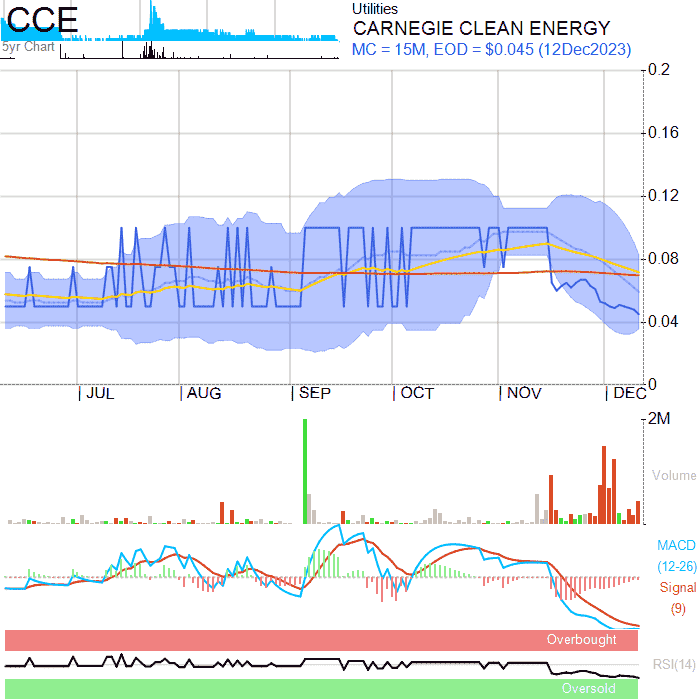 CCE
5yr Chart
Utilities
CARNEGIE CLEAN ENERGY
MC = 15M, EOD = $0.045 (12Dec2023)
0.2
0.16
0.12
0.08
0.04
0
JUL AUG SEP OCT NOV DEC
2M
Volume
MACD
(12-26)
Signal
(9)
Overbought
RSI(14)
Oversold